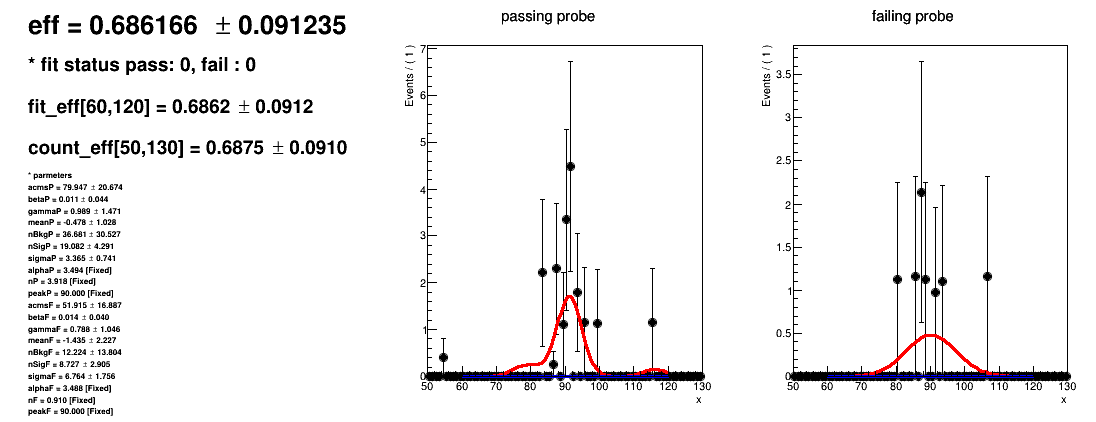 eff = 0.686166 ± 0.091235
* fit status pass: 0, fail : 0
fit_eff[60,120] = 0.6862 ± 0.0912
count_eff[50,130] = 0.6875 ± 0.0910
* parmeters
acmsP = 79.947 ± 20.674
betaP = 0.011 ± 0.044
gammaP = 0.989 ± 1.471
meanP = -0.478 ± 1.028
nBkgP = 36.681 ± 30.527
nSigP = 19.082 ± 4.291
sigmaP = 3.365 ± 0.741
alphaP = 3.494 [Fixed]
nP = 3.918 [Fixed]
peakP = 90.000 [Fixed]
acmsF = 51.915 ± 16.887
betaF = 0.014 ± 0.040
gammaF = 0.788 ± 1.046
meanF = -1.435 ± 2.227
nBkgF = 12.224 ± 13.804
nSigF = 8.727 ± 2.905
sigmaF = 6.764 ± 1.756
alphaF = 3.488 [Fixed]
nF = 0.910 [Fixed]
peakF = 90.000 [Fixed]
passing probe
Events / ( 1 )
7
6
5
4
3
2
1
0
50 60 70 80 90 100 110 120 130
x
failing probe
Events / ( 1 )
3.5
3
2.5
2
1.5
1
0.5
0
50 60 70 80 90 100 110 120 130
x